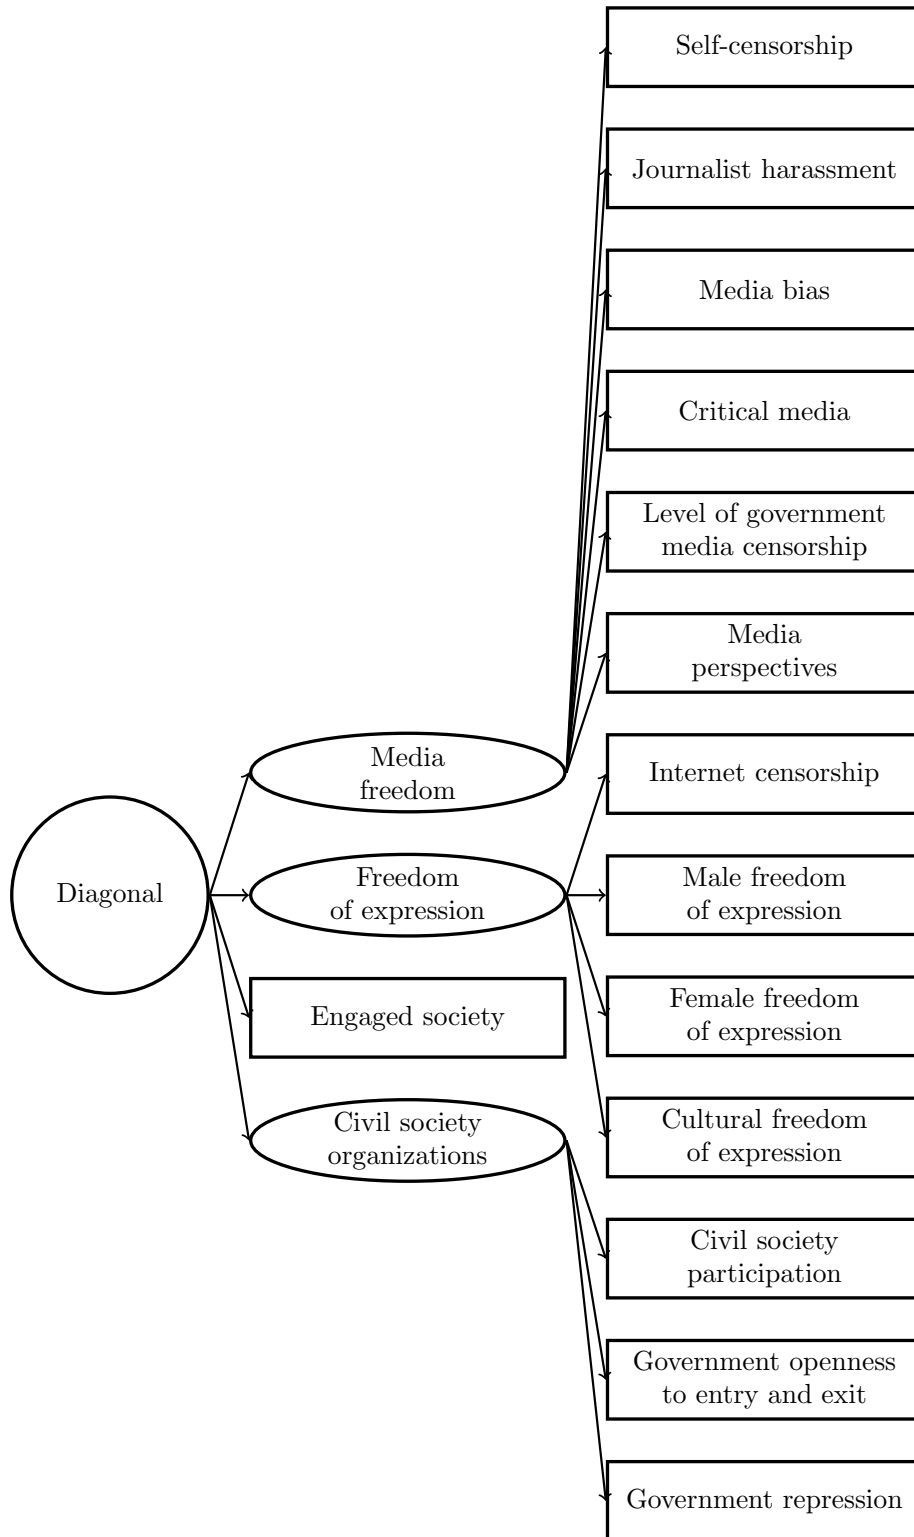 Self-censorship
Journalist harassment
Media bias
Critical media
Level of government
media censorship
Media
perspectives
Media
freedom
Internet censorship
Diagonal
Freedom
of expression
Male freedom
of expression
Engaged society
Female freedom
of expression
Civil society
organizations
Cultural freedom
of expression
Civil society
participation
Government openness
to entry and exit
Government repression